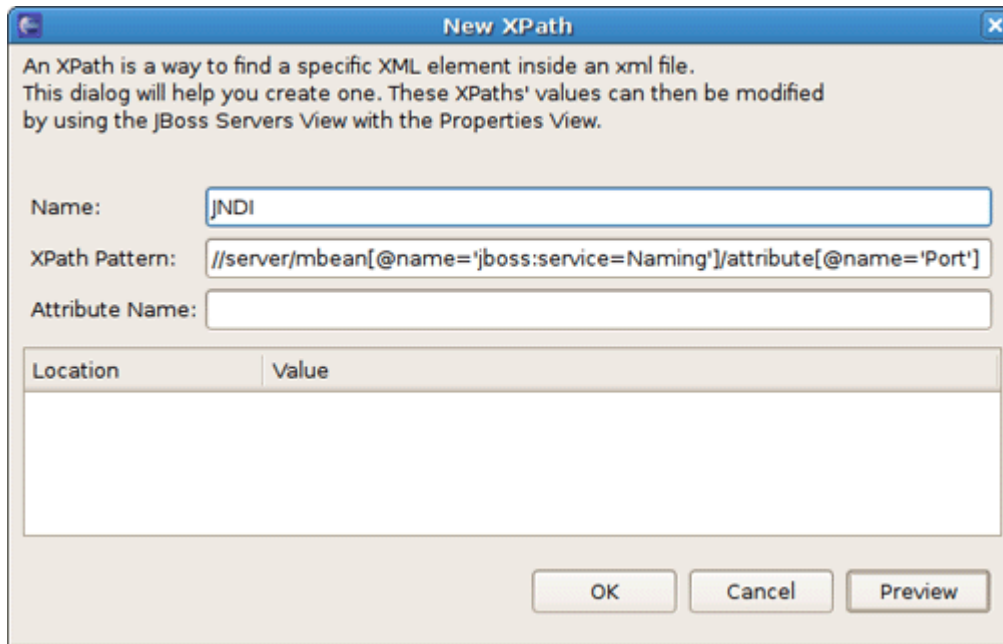 New XPath
An XPath is a way to find a specific XML element inside an xml file.
This dialog will help you create one. These XPaths' values can then be modified
by using the JBoss Servers View with the Properties View.
Name: JNDI
XPath Pattern: //server/mbean[@name='jboss:service=Naming']/attribute[@name='Port']
Attribute Name:
Location Value
OK Cancel Preview